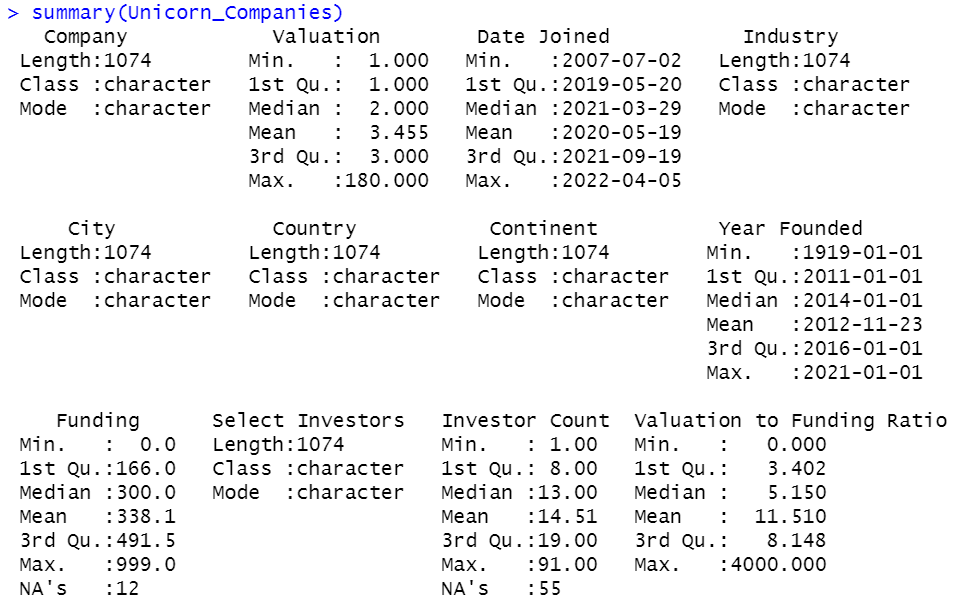 > summary(Unicorn_Companies)
Company Valuation Date Joined Industry
Length:1074 Min. : 1.000 Min. :2007-07-02 Length:1074
Class :character 1st Qu.: 1.000 1st Qu.:2019-05-20 Class :character
Mode :character Median : 2.000 Median :2021-03-29 Mode :character
Mean : 3.455 Mean :2020-05-19
3rd Qu.: 3.000 3rd Qu.:2021-09-19
Max. :180.000 Max. :2022-04-05
City Country Continent Year Founded
Length:1074 Length:1074 Length:1074 Min. :1919-01-01
Class :character Class :character Class :character 1st Qu.:2011-01-01
Mode :character Mode :character Mode :character Median :2014-01-01
Mean :2012-11-23
3rd Qu.:2016-01-01
Max. :2021-01-01
Funding Select Investors Investor Count Valuation to Funding Ratio
Min. : 0.0 Length:1074 Min. : 1.00 Min. : 0.000
1st Qu.:166.0 Class :character 1st Qu.: 8.00 1st Qu.: 3.402
Median :300.0 Mode :character Median :13.00 Median : 5.150
Mean :338.1 Mean :14.51 Mean : 11.510
3rd Qu.:491.5 3rd Qu.:19.00 3rd Qu.: 8.148
Max. :999.0 Max. :91.00 Max. :4000.000
NA's :12 NA's :55